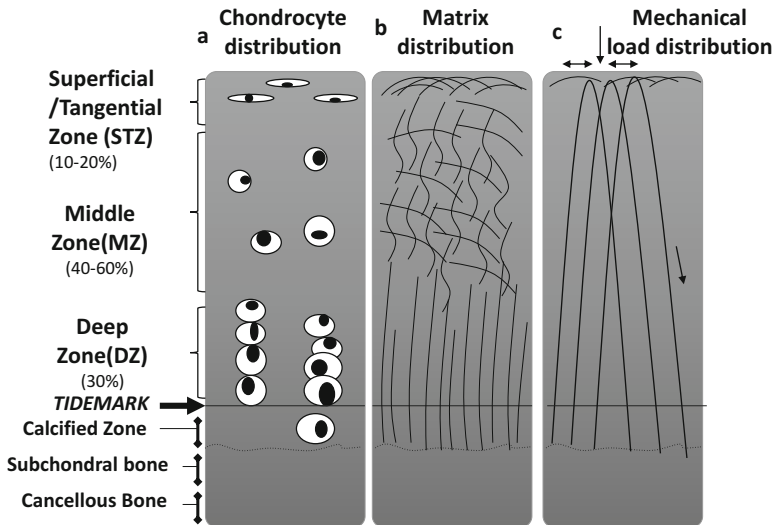 a
Chondrocyte
distribution
b
Matrix
distribution
c
Mechanical
load distribution
Superficial
/Tangential
Zone (STZ)
(10-20%)
Middle
Zone(MZ)
(40-60%)
Deep
Zone(DZ)
(30%)
TIDEMARK
Calcified Zone
Subchondral bone
Cancellous Bone